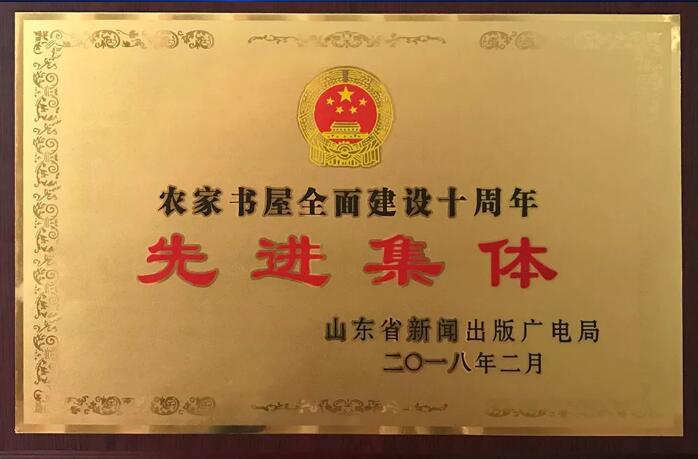 农家书屋全面建设十周年
先进集体
山东省新闻出版广电局
二〇一八年二月